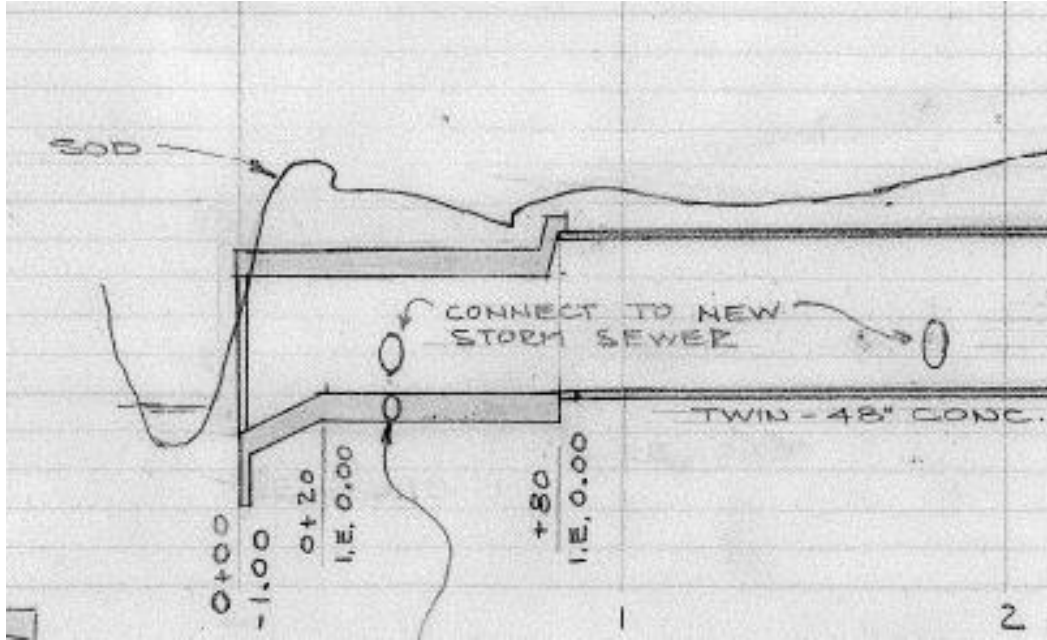 SOD
CONNECT TO NEW
STORM SEWER
TWIN-48" CONC.
0+00
-1.00
0+20
I.E. 0.00
+80
I.E. 0.00
1
2